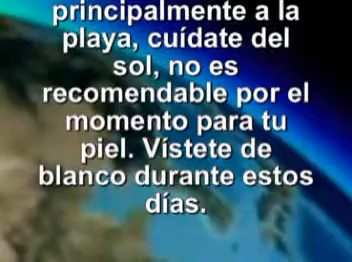 principalmente a la
playa, cuídate del
sol, no es
recomendable por el
momento para tu
piel. Vístete de
blanco durante estos
días.